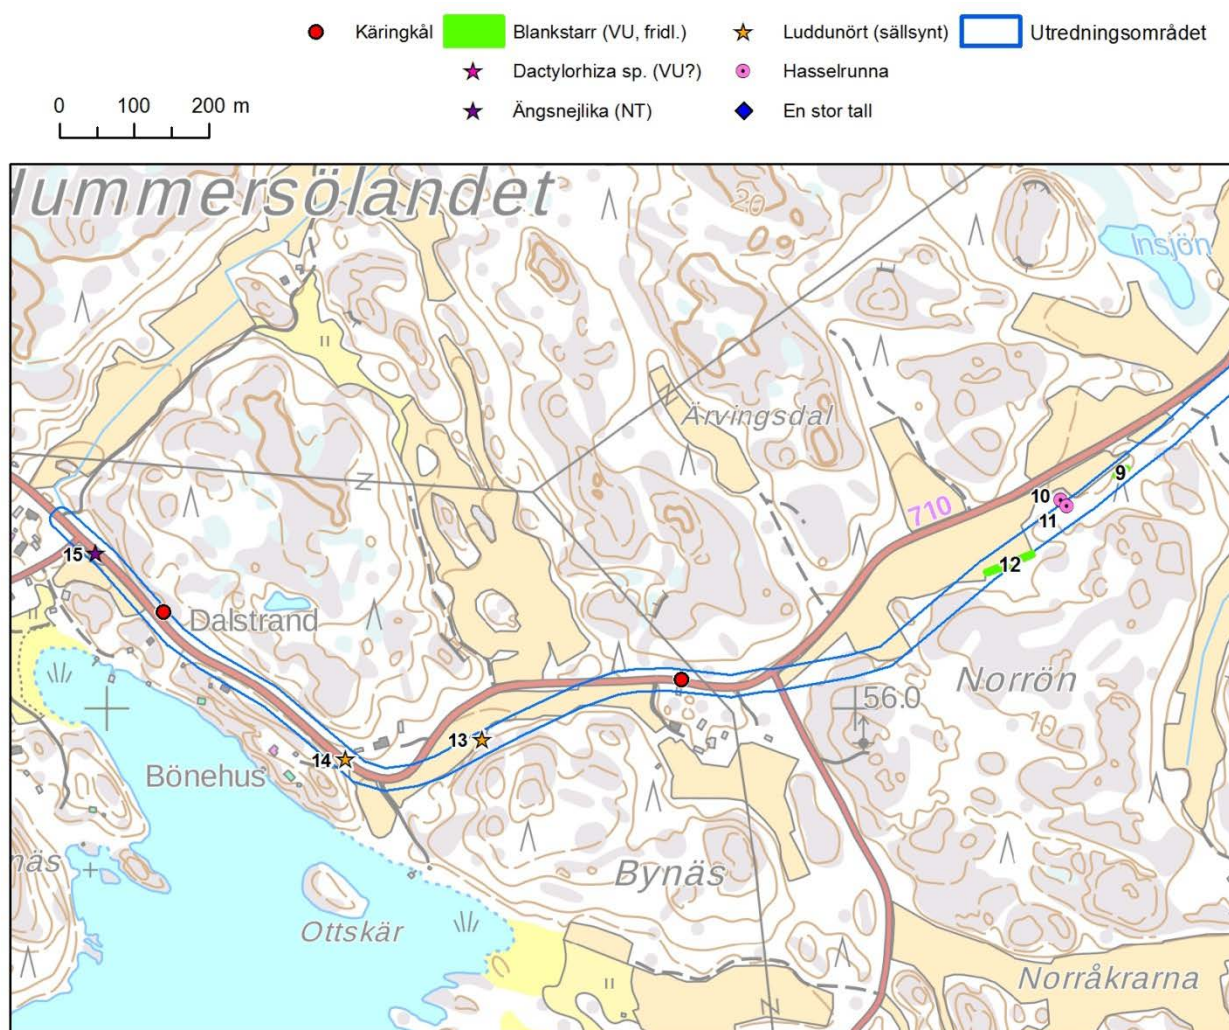 Käringkål Blankstarr (VU, fridl.) Luddunört (sällsynt) Utredningsområdet
Dactylorhiza sp. (VU?) Hasselrunna
Ängsnejlika (NT) En stor tall
0 100 200 m
Hummersölandet
20
Insjön
Ärvingsdal
710
9
10
11
12
15
Dalstrand
Norrön
56.0
10
13
14
Bönehus
näs
Bynäs
Ottskär
Norråkrarna